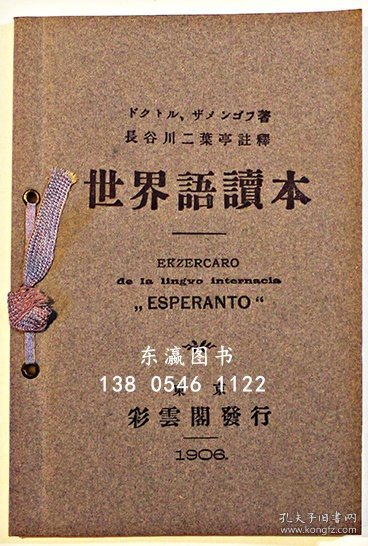 ドクトル、ザメンゴフ著
長谷川二葉亭註釋
世界語讀本
EKZERCARO
de la lingvo internacia
„ESPERANTO“
东瀛图书
138 0546 1122
彩雲閣發行
1906.
孔夫子旧书网
www.kongfz.com